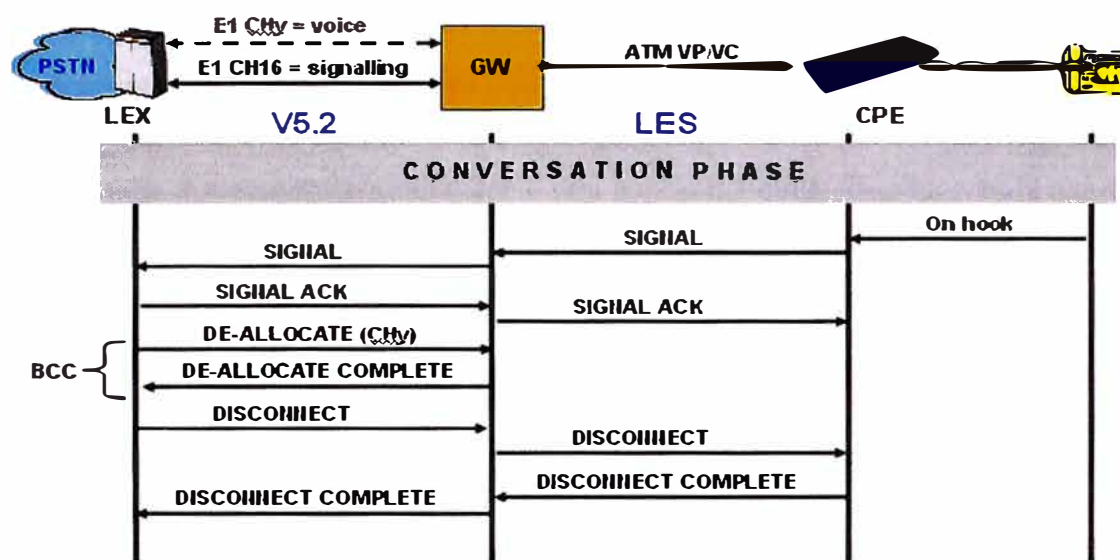 E1 CHy = voice
PSTN
E1 CH16 = signalling
GW
ATM VP/VC
LEX
V5.2
LES
CPE
CONVERSATION PHASE
On hook
SIGNAL
SIGNAL
SIGNAL ACK
SIGNAL ACK
DE-ALLOCATE (CHy)
BCC
DE-ALLOCATE COMPLETE
DISCONNECT
DISCONNECT
DISCONNECT COMPLETE
DISCONNECT COMPLETE